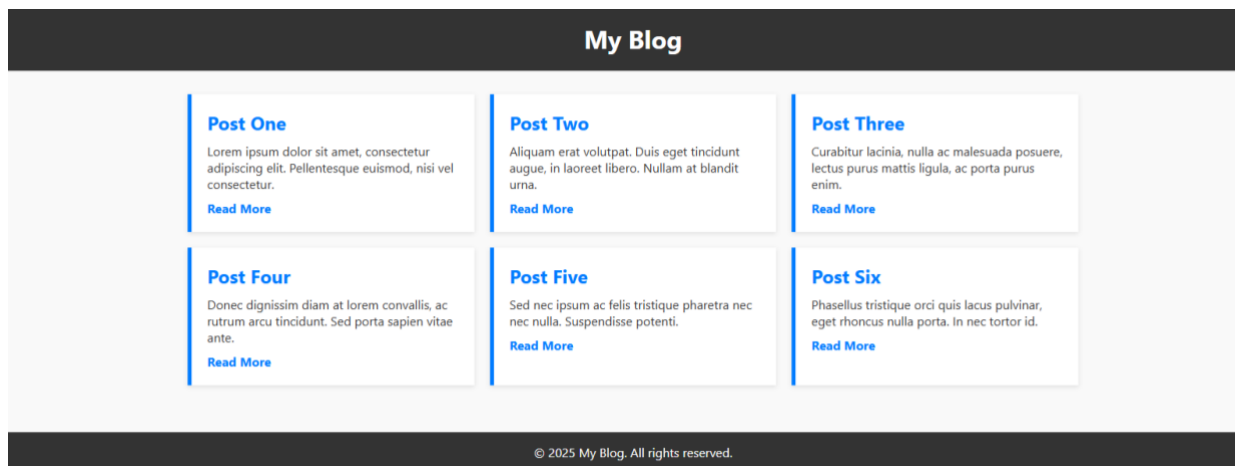 My Blog
Post One
Lorem ipsum dolor sit amet, consectetur
adipiscing elit. Pellentesque euismod, nisi vel
consectetur.
Read More
Post Two
Aliquam erat volutpat. Duis eget tincidunt
augue, in laoreet libero. Nullam at blandit
urna.
Read More
Post Three
Curabitur lacinia, nulla ac malesuada posuere,
lectus purus mattis ligula, ac porta purus
enim.
Read More
Post Four
Donec dignissim diam at lorem convallis, ac
rutrum arcu tincidunt. Sed porta sapien vitae
ante.
Read More
Post Five
Sed nec ipsum ac felis tristique pharetra nec
nec nulla. Suspendisse potenti.
Read More
Post Six
Phasellus tristique orci quis lacus pulvinar,
eget rhoncus nulla porta. In nec tortor id.
Read More
© 2025 My Blog. All rights reserved.